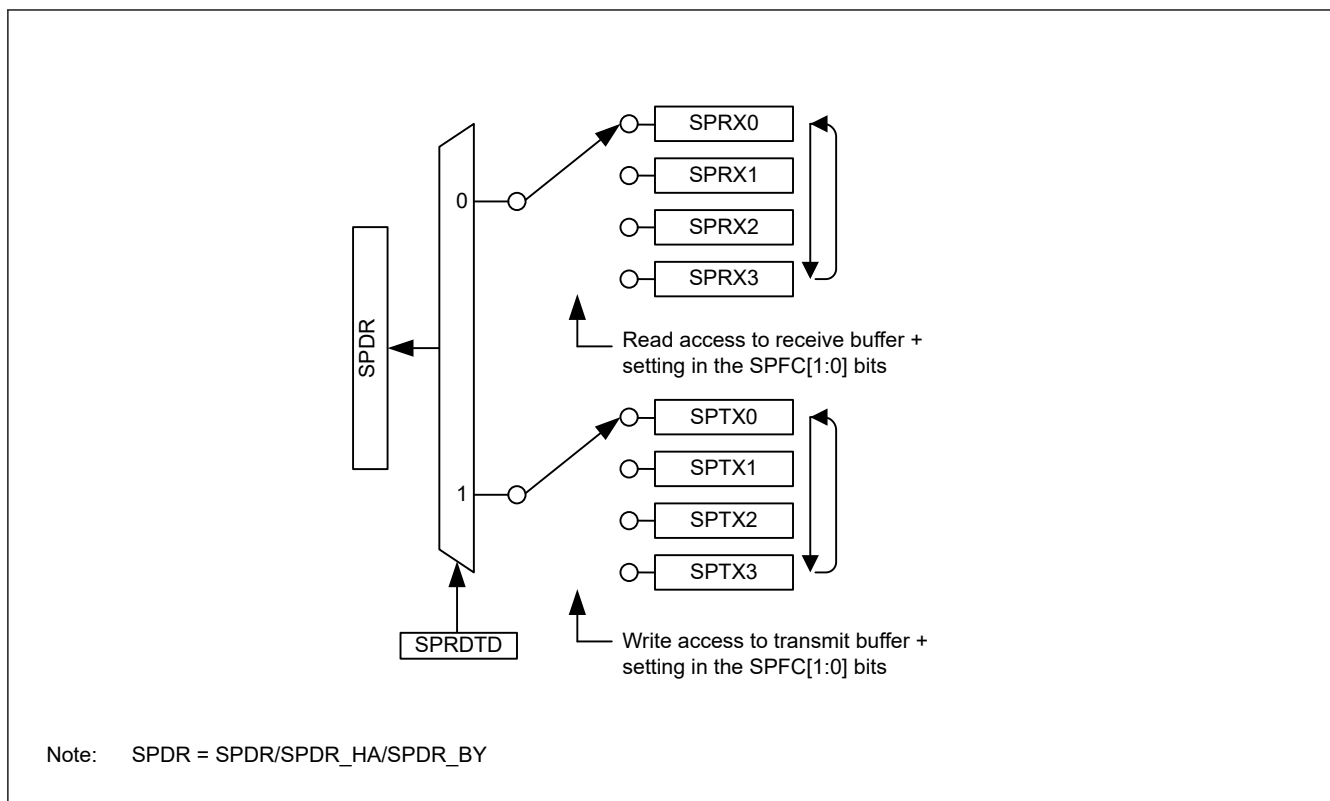 SPRX0
0
SPRX1
SPRX2
SPRX3
SPDR
Read access to receive buffer +
setting in the SPFC[1:0] bits
SPTX0
1
SPTX1
SPTX2
SPTX3
SPRDTD
Write access to transmit buffer +
setting in the SPFC[1:0] bits
Note: SPDR = SPDR/SPDR_HA/SPDR_BY